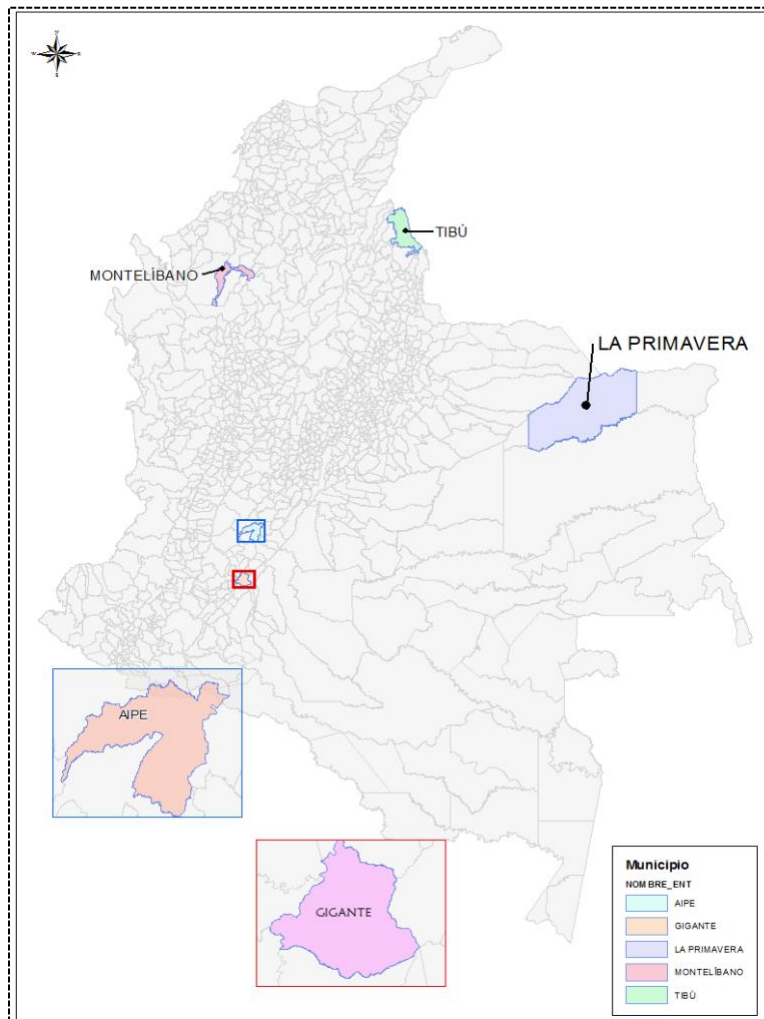 TIBÚ
MONTELÍBANO
LA PRIMAVERA
AIPE
GIGANTE
Municipio
NOMBRE_ENT
AIPE
GIGANTE
LA PRIMAVERA
MONTELÍBANO
TIBÚ